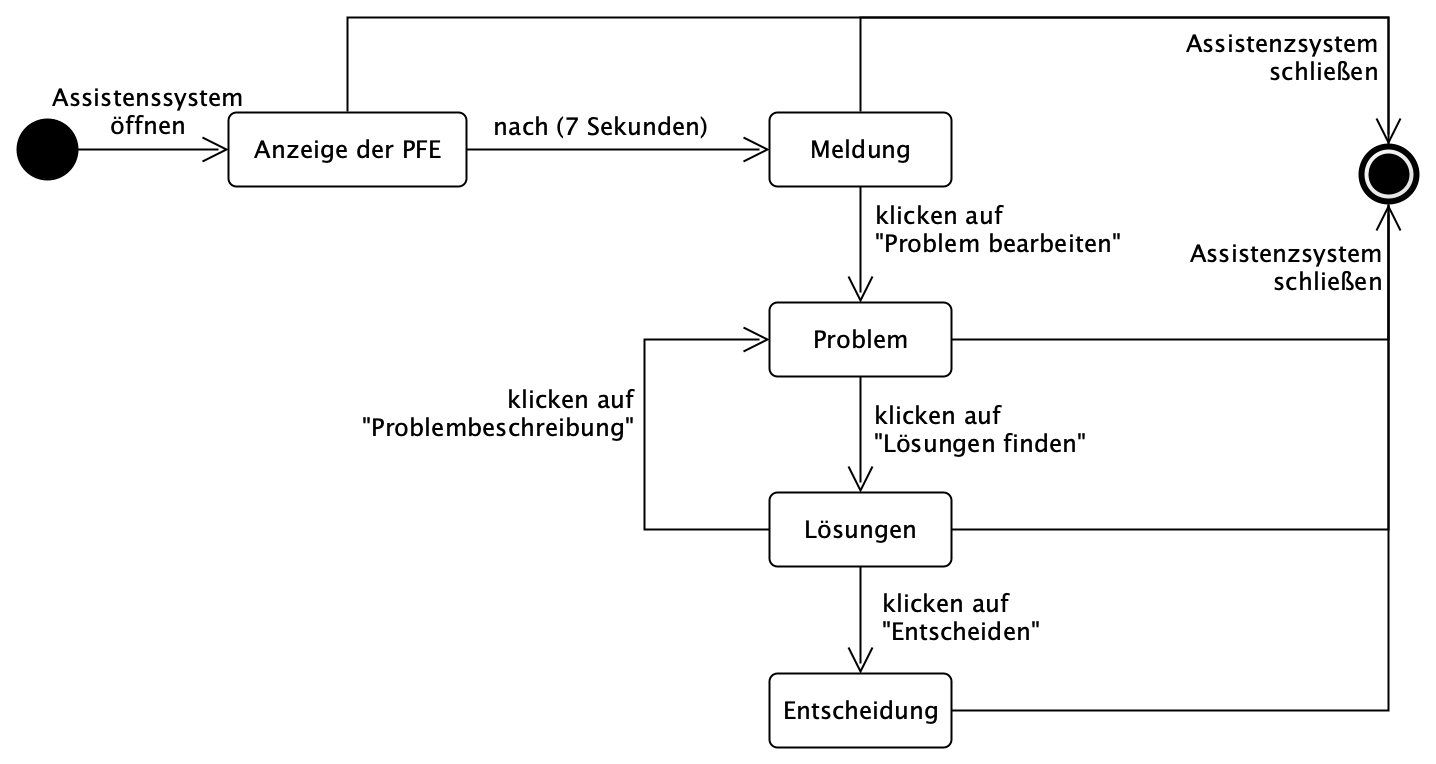 Assistenzsystem
schließen
Assistenssystem
öffnen
Anzeige der PFE
nach (7 Sekunden)
Meldung
klicken auf
"Problem bearbeiten"
Assistenzsystem
schließen
Problem
klicken auf
"Problembeschreibung"
klicken auf
"Lösungen finden"
Lösungen
klicken auf
"Entscheiden"
Entscheidung